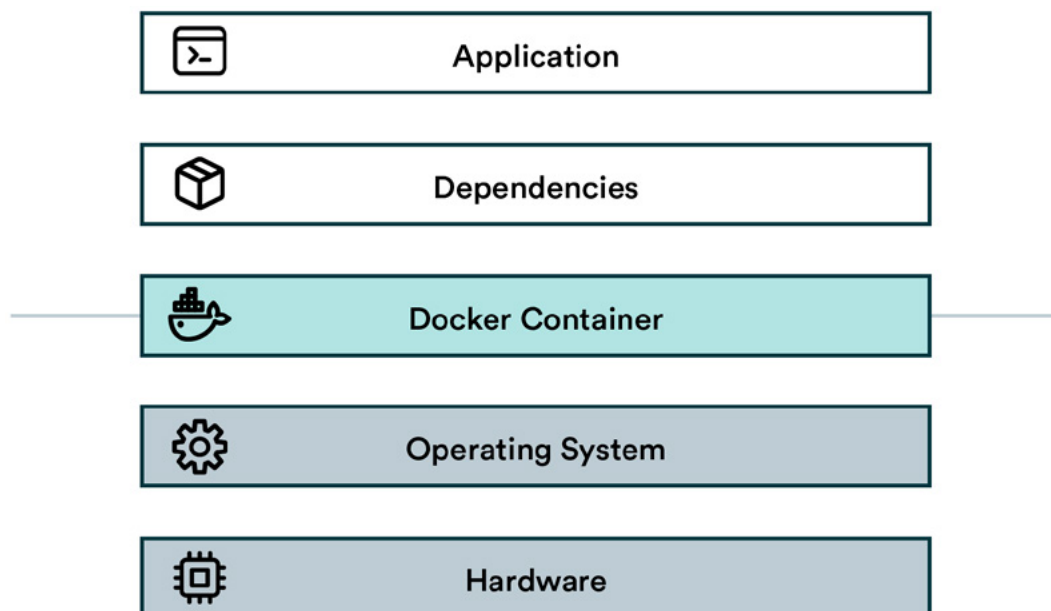 Application
Dependencies
Docker Container
Operating System
Hardware